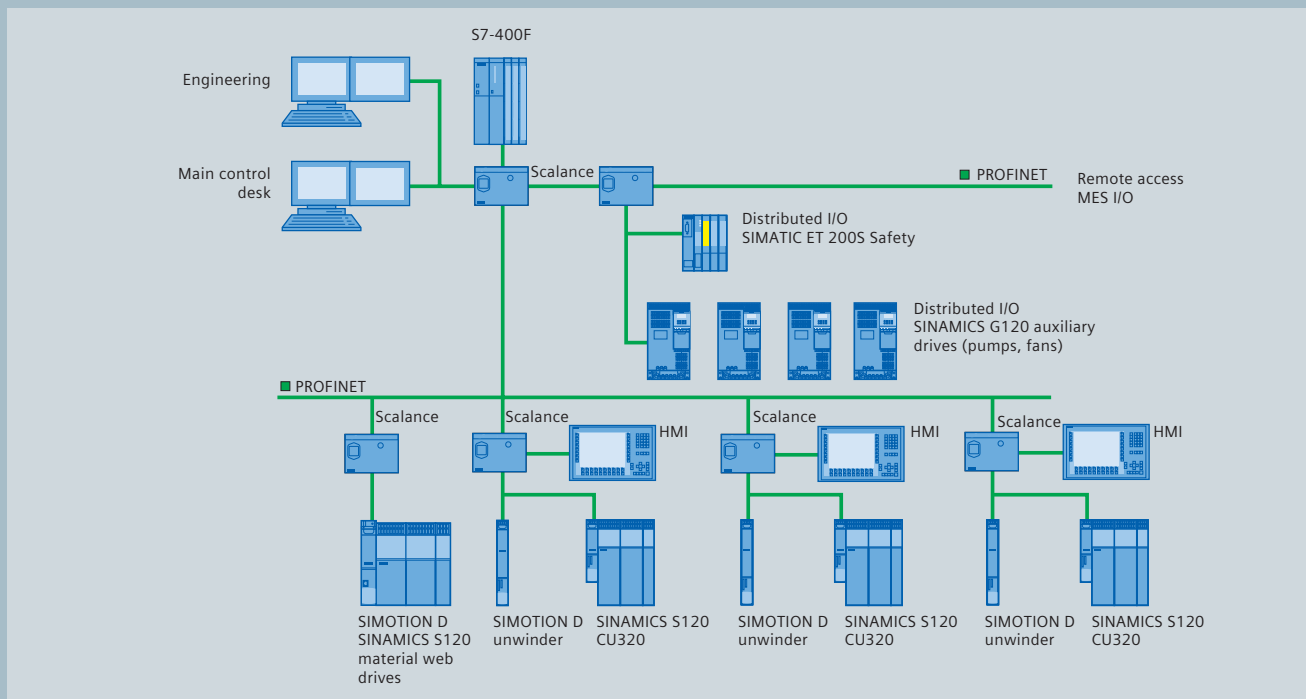 S7-400F
Engineering
Main control
desk
Scalance
PROFINET
Remote access
MES I/O
Distributed I/O
SIMATIC ET 200S Safety
Distributed I/O
SINAMICS G120 auxiliary
drives (pumps, fans)
PROFINET
Scalance
Scalance
HMI
Scalance
HMI
Scalance
HMI
SIMOTION D
SINAMICS S120
material web
drives
SIMOTION D
unwinder
SINAMICS S120
CU320
SIMOTION D
unwinder
SINAMICS S120
CU320
SIMOTION D
unwinder
SINAMICS S120
CU320